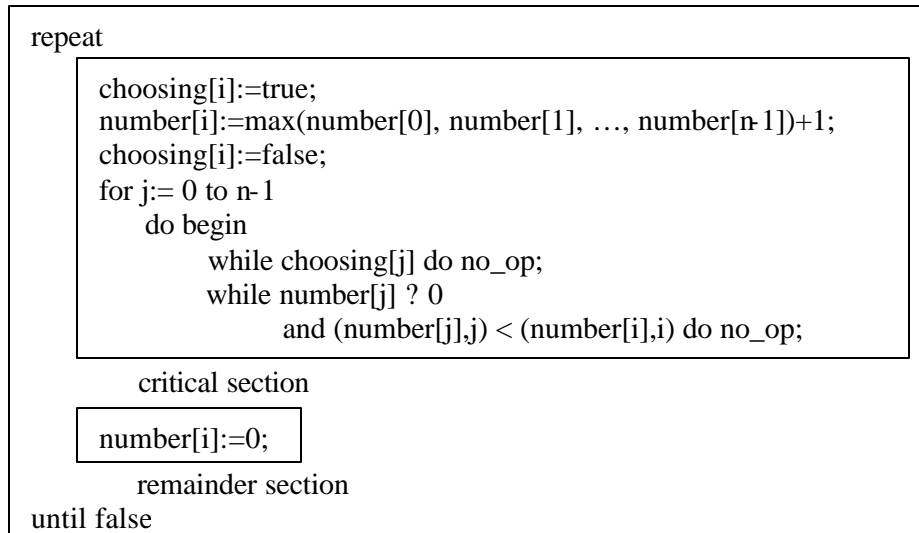 repeat
choosing[i]:=true;
number[i]:=max(number[0], number[1], …, number[n-1])+1;
choosing[i]:=false;
for j:= 0 to n-1
do begin
while choosing[j] do no_op;
while number[j] ? 0
and (number[j],j) < (number[i],i) do no_op;
critical section
number[i]:=0;
remainder section
until false